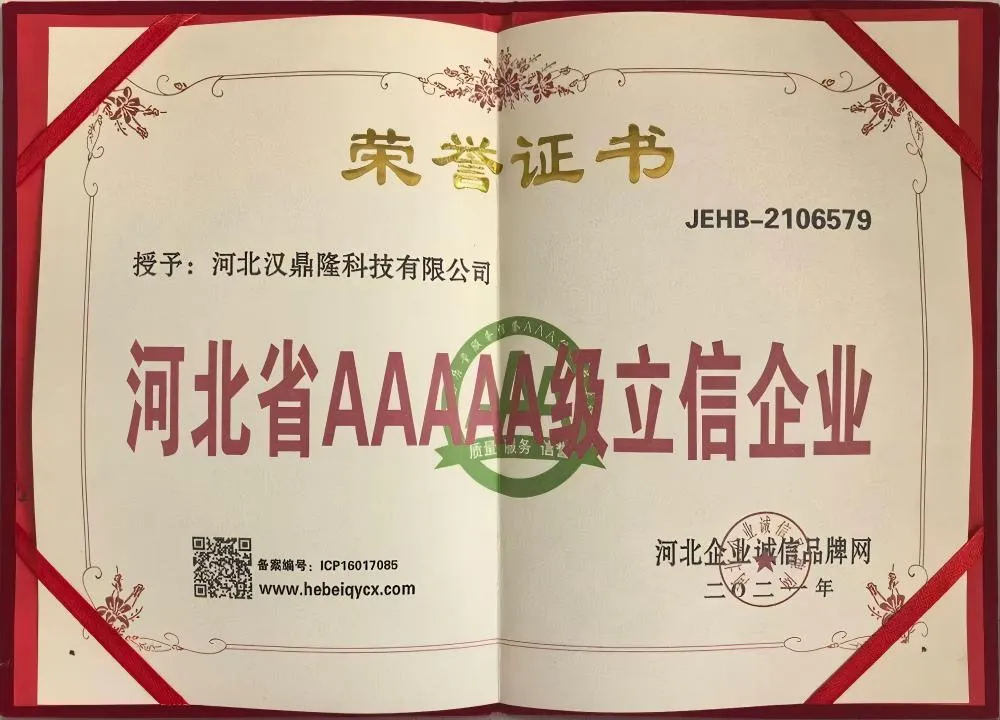 荣誉证书
JEHB-2106579
授予：河北汉鼎隆科技有限公司
河北省AAAAA级立信企业
质量 服务 信誉
备案编号：ICP16017085
www.hebeiqycx.com
河北企业诚信品牌网
二〇二一年